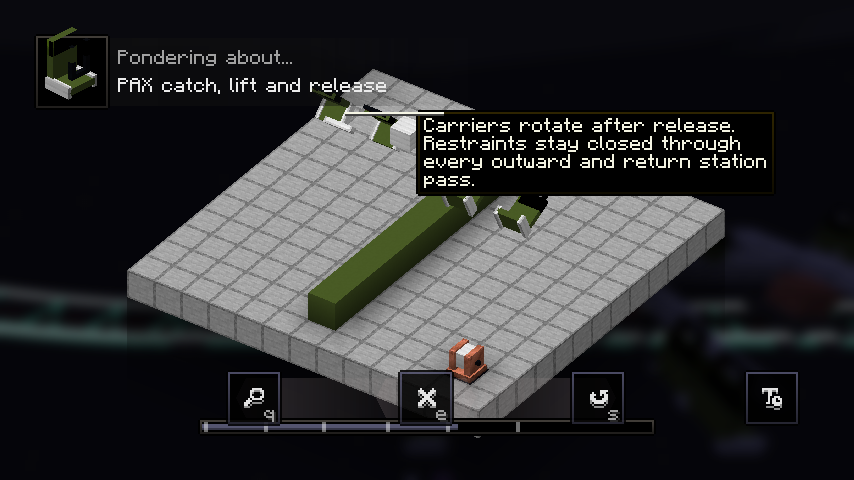 Pondering about...
PAX catch, lift and release
Carriers rotate after release.
Restraints stay closed through
every outward and return station
pass.
q
e
s
T